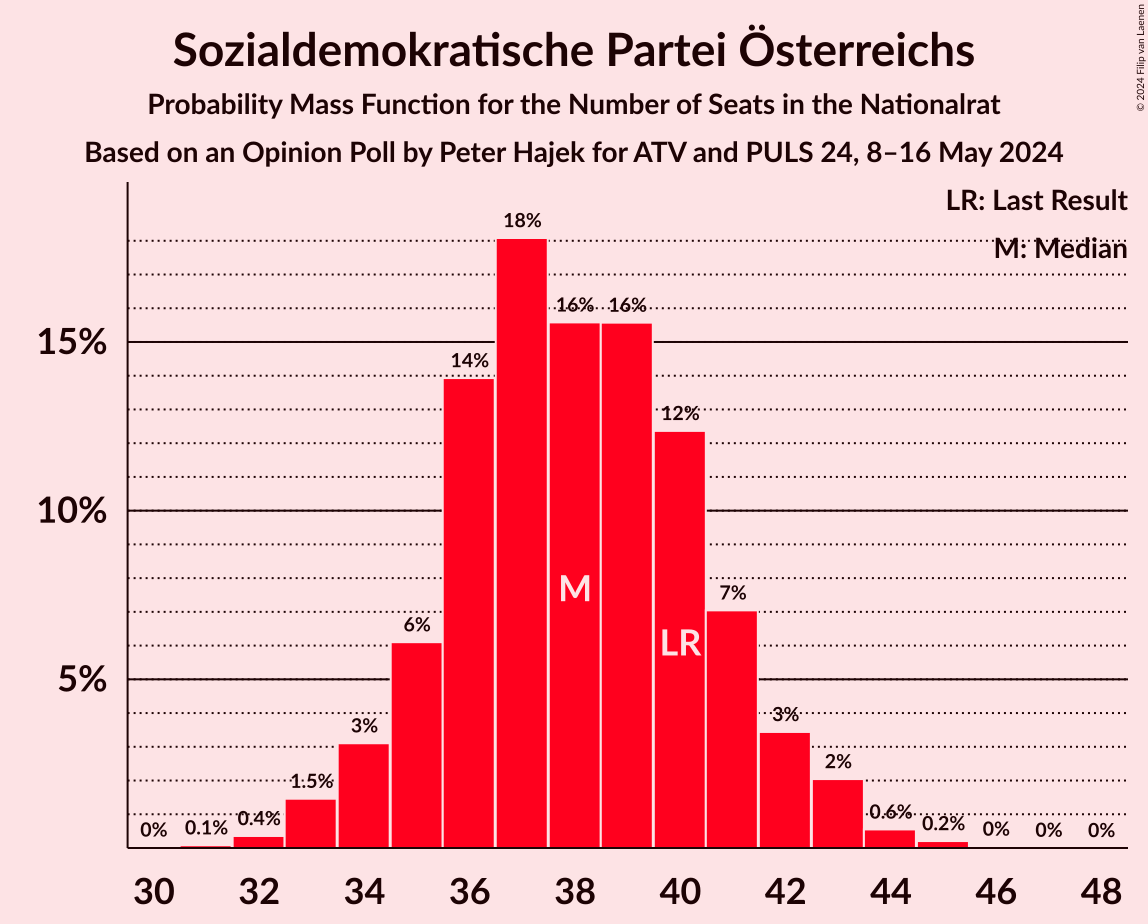 Sozialdemokratische Partei Österreichs
Probability Mass Function for the Number of Seats in the Nationalrat
Based on an Opinion Poll by Peter Hajek for ATV and PULS 24, 8–16 May 2024
© 2024 Filip van Laenen
LR: Last Result
M: Median
18%
16% 16%
15%
14%
12%
10%
M
7%
LR
6%
5%
3%
3%
2%
1.5%
0.6%
0.4%
0.2%
0% 0.1% 0% 0% 0%
30 32 34 36 38 40 42 44 46 48